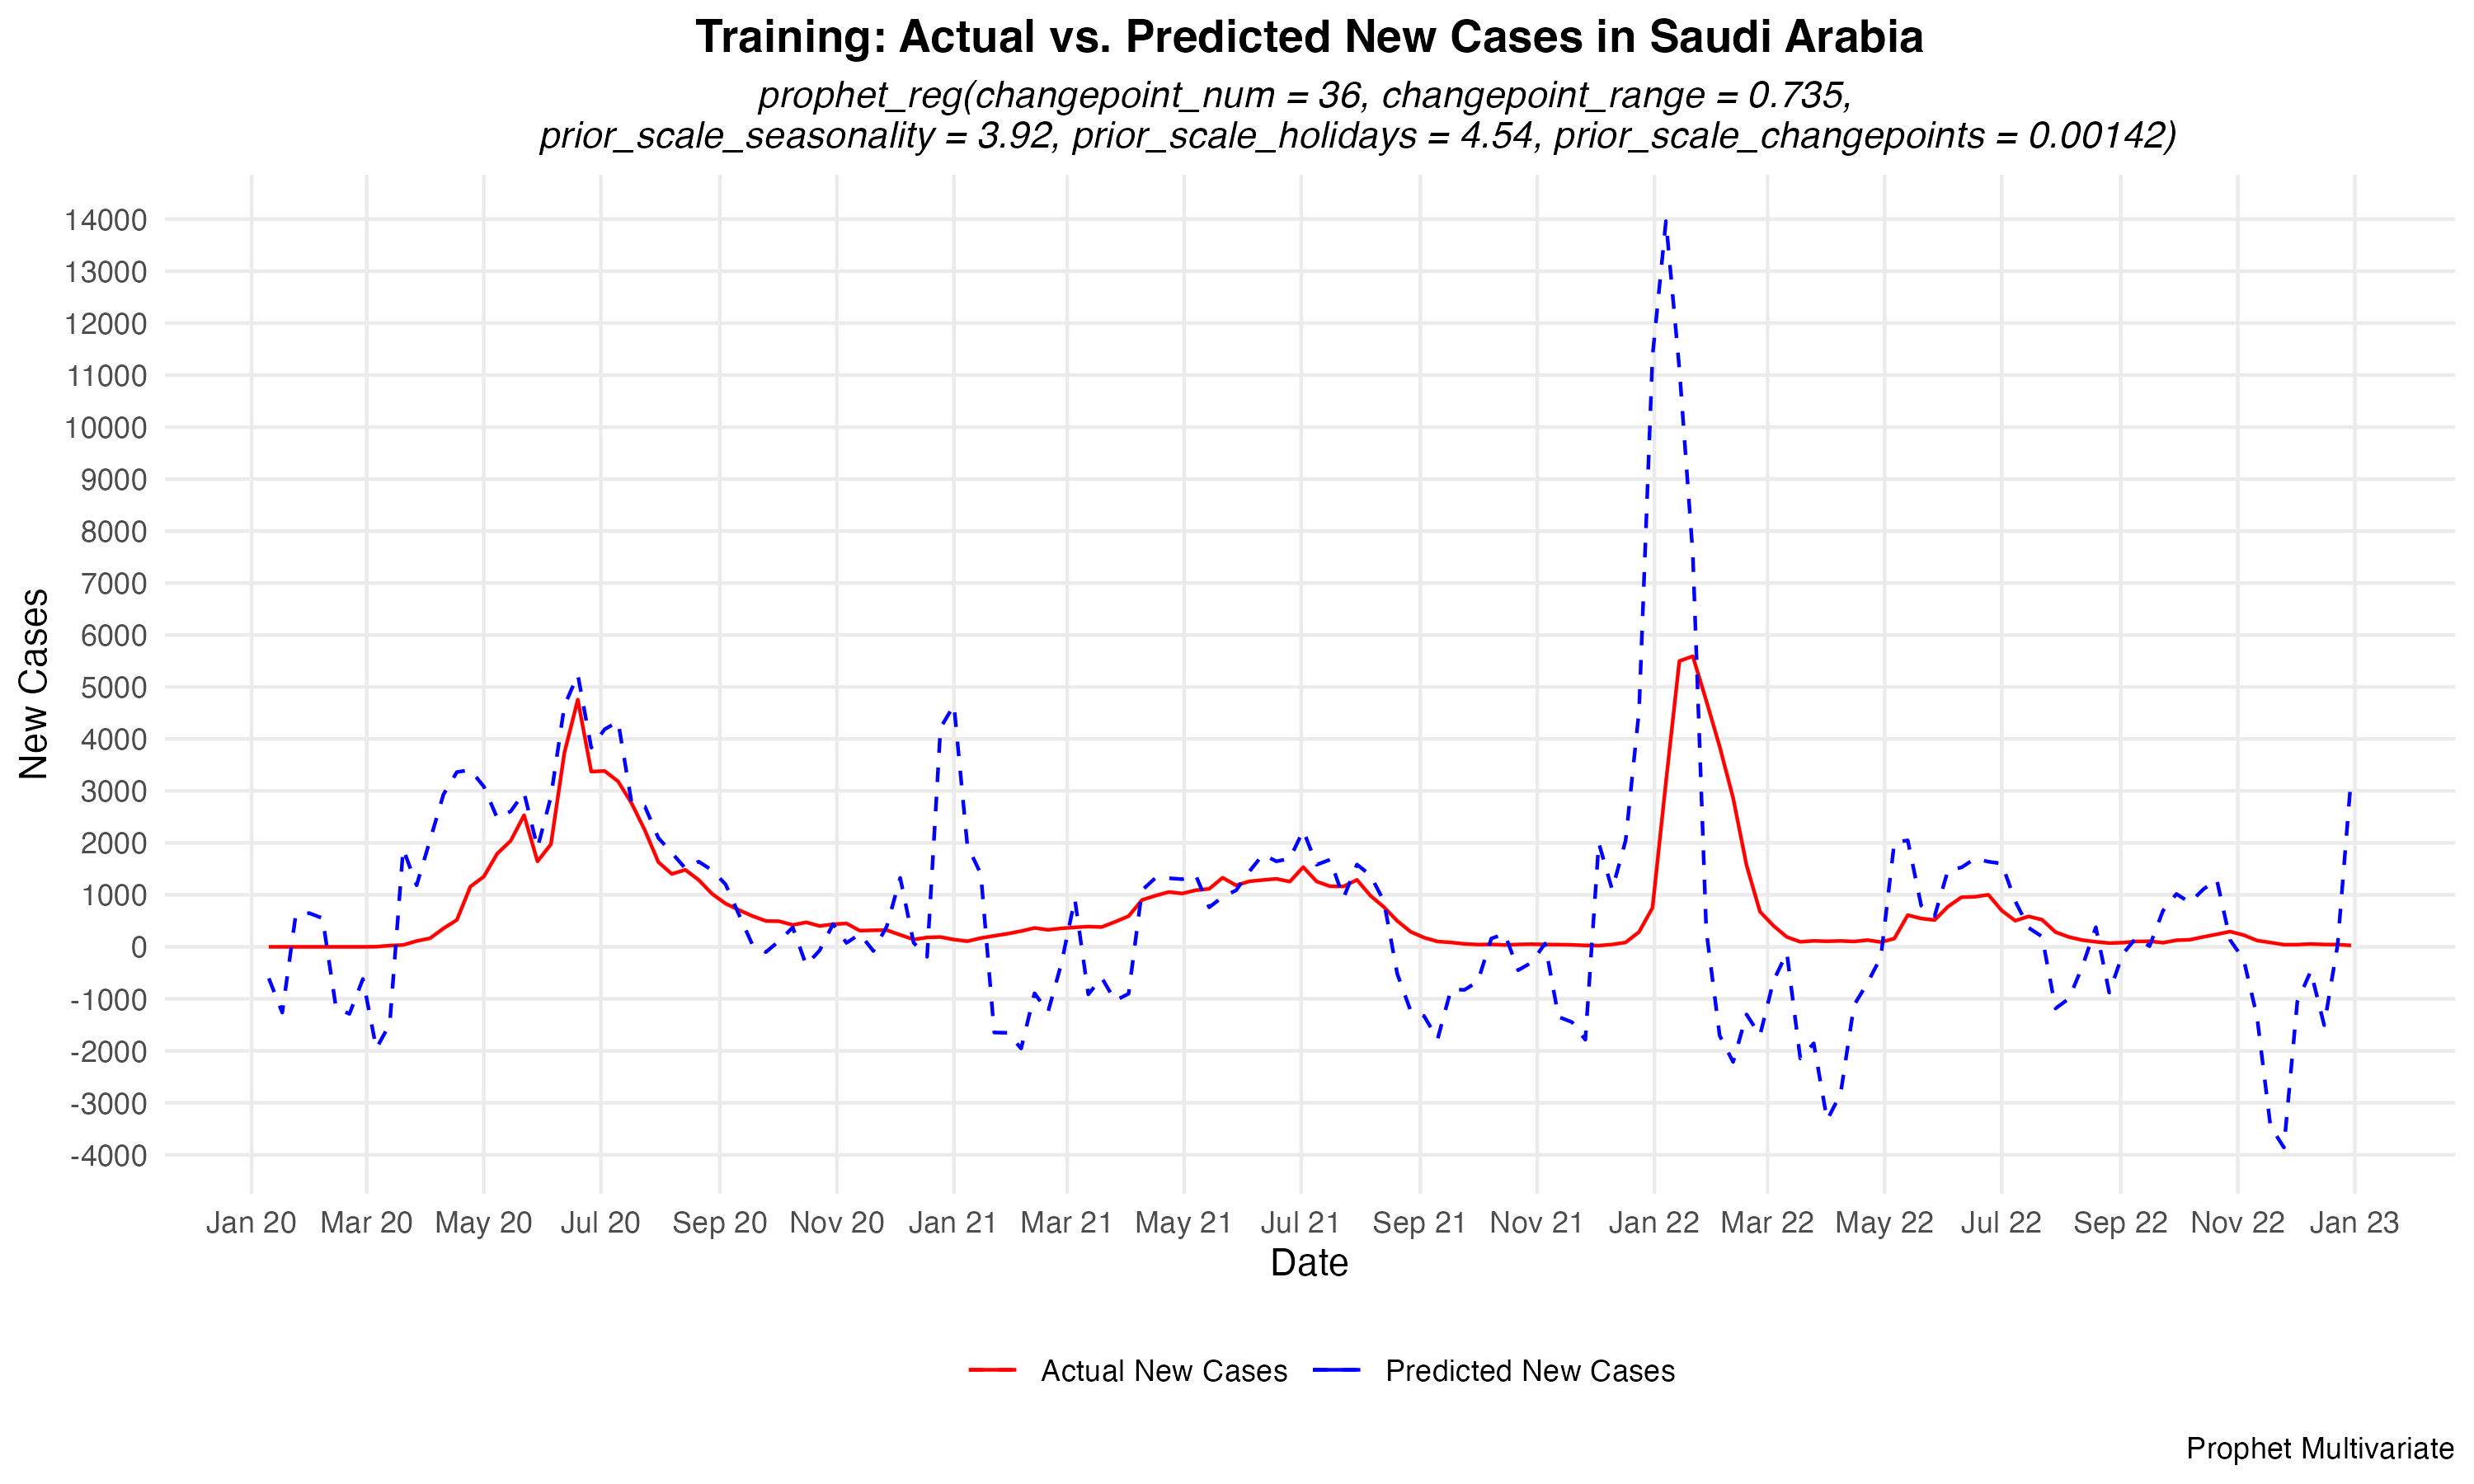 Training: Actual vs. Predicted New Cases in Saudi Arabia
prophet_reg(changepoint_num = 36, changepoint_range = 0.735,
prior_scale_seasonality = 3.92, prior_scale_holidays = 4.54, prior_scale_changepoints = 0.00142)
New Cases
14000
13000
12000
11000
10000
9000
8000
7000
6000
5000
4000
3000
2000
1000
0
-1000
-2000
-3000
-4000
Jan 20 Mar 20 May 20 Jul 20 Sep 20 Nov 20 Jan 21 Mar 21 May 21 Jul 21 Sep 21 Nov 21 Jan 22 Mar 22 May 22 Jul 22 Sep 22 Nov 22 Jan 23
Date
Actual New Cases Predicted New Cases
Prophet Multivariate